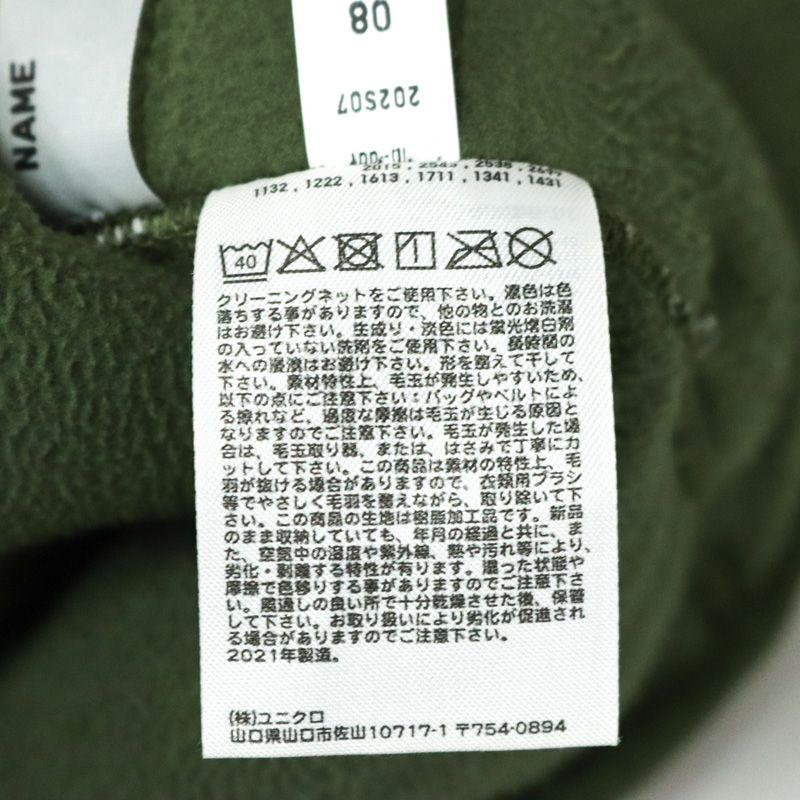 NAME
08
202S07
1132 , 1222 , 1613 , 1711 , 1341 , 1431
40
クリーニングネットをご使用下さい。濃色は色
落ちする事がありますので、他の物とのお洗濯
はお避け下さい。生成り・淡色には蛍光増白剤
の入っていない洗剤をご使用下さい。長時間の
水への浸漬はお避け下さい。形を整えて干して
下さい。素材特性上、毛玉が発生しやすいため、
以下の点にご注意下さい：バッグやベルトによ
る擦れなど、過度な摩擦は毛玉が生じる原因と
なりますのでご注意下さい。毛玉が発生した場
合は、毛玉取り器、または、はさみで丁寧にカ
ットして下さい。この商品は素材の特性上、毛
羽が抜ける場合がありますので、衣類用ブラシ
等でやさしく毛羽を整えながら、取り除いて下
さい。この商品の生地は樹脂加工品です。新品
のまま収納していても、年月の経過と共に、ま
た、空気中の湿度や紫外線、熱や汚れ等により、
劣化・剥離する特性が有ります。湿った状態や
摩擦で色移りする事がありますのでご注意下さ
い。風通しの良い所で十分乾燥させた後、保管
して下さい。お取り扱いにより劣化が促進され
る場合がありますのでご注意下さい。
2021年製造。
(株)ユニクロ
山口県山口市佐山10717-1 〒754-0894